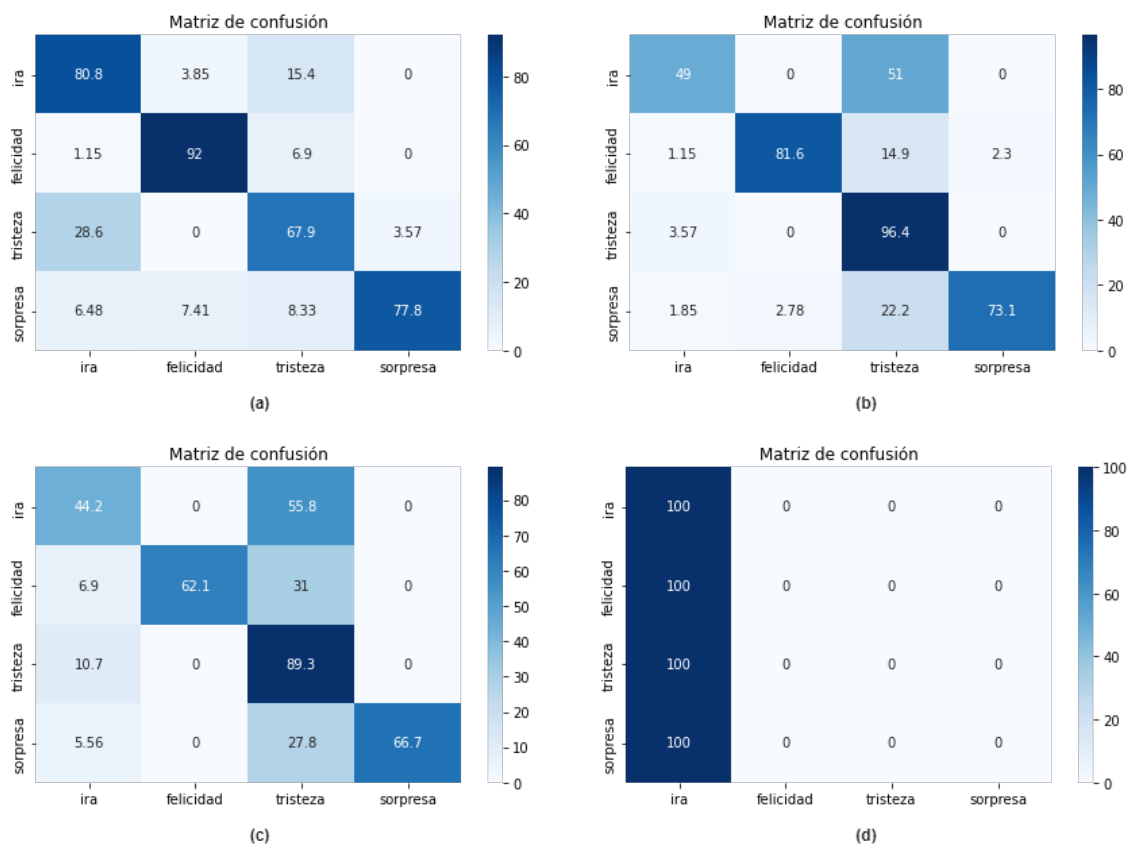 Matriz de confusión
ira 80.8 3.85 15.4 0
felicidad 1.15 92 6.9 0
tristeza 28.6 0 67.9 3.57
sorpresa 6.48 7.41 8.33 77.8
ira felicidad tristeza sorpresa
80
60
40
20
0
(a)
Matriz de confusión
ira 49 0 51 0
felicidad 1.15 81.6 14.9 2.3
tristeza 3.57 0 96.4 0
sorpresa 1.85 2.78 22.2 73.1
ira felicidad tristeza sorpresa
80
60
40
20
0
(b)
Matriz de confusión
ira 44.2 0 55.8 0
felicidad 6.9 62.1 31 0
tristeza 10.7 0 89.3 0
sorpresa 5.56 0 27.8 66.7
ira felicidad tristeza sorpresa
80
70
60
50
40
30
20
10
0
(c)
Matriz de confusión
ira 100 0 0 0
felicidad 100 0 0 0
tristeza 100 0 0 0
sorpresa 100 0 0 0
ira felicidad tristeza sorpresa
100
80
60
40
20
0
(d)